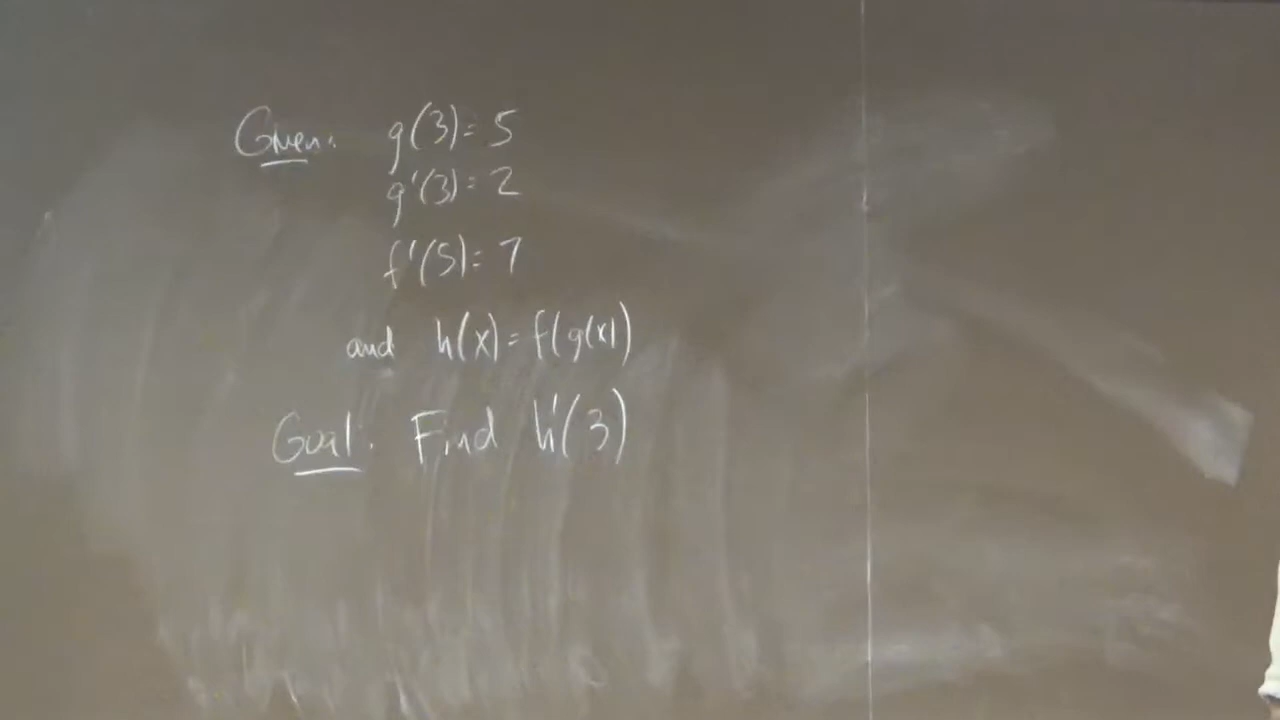 Given: g(3)= 5
g'(3)= 2
f'(5)= 7
and h(x)= f(g(x))
Goal: Find h'(3)